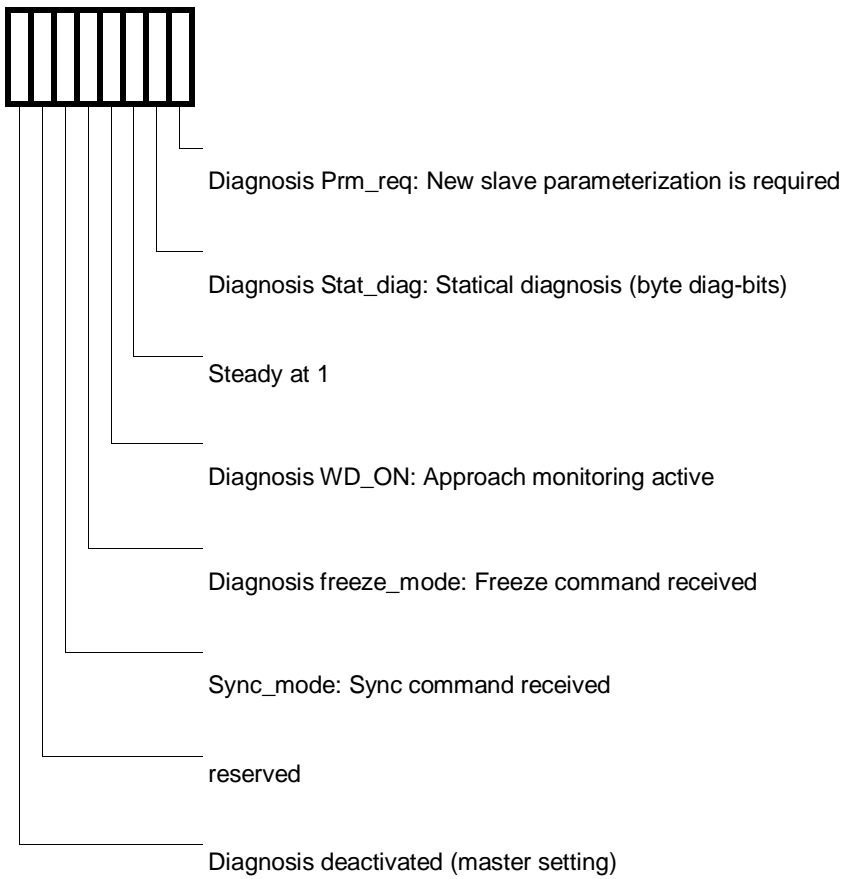 Diagnosis Prm_req: New slave parameterization is required
Diagnosis Stat_diag: Statical diagnosis (byte diag-bits)
Steady at 1
Diagnosis WD_ON: Approach monitoring active
Diagnosis freeze_mode: Freeze command received
Sync_mode: Sync command received
reserved
Diagnosis deactivated (master setting)